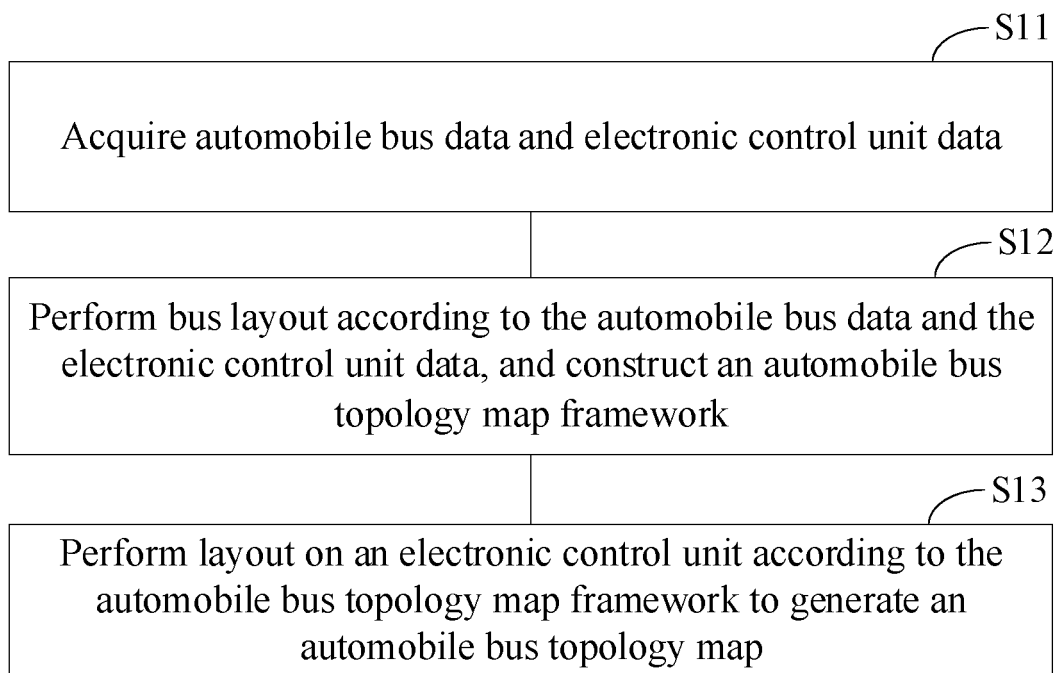 S11
Acquire automobile bus data and electronic control unit data
S12
Perform bus layout according to the automobile bus data and the
electronic control unit data, and construct an automobile bus
topology map framework
S13
Perform layout on an electronic control unit according to the
automobile bus topology map framework to generate an
automobile bus topology map